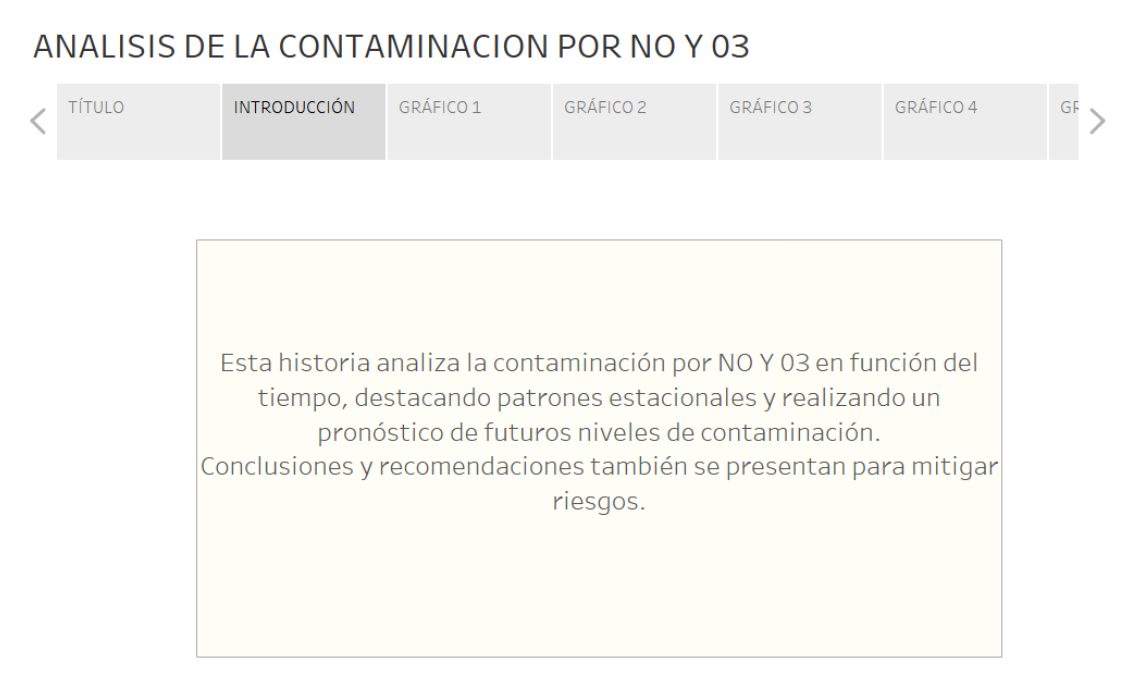 ANALISIS DE LA CONTAMINACION POR NO Y 03
TÍTULO
INTRODUCCIÓN
GRÁFICO 1
GRÁFICO 2
GRÁFICO 3
GRÁFICO 4
Esta historia analiza la contaminación por NO Y 03 en función del
tiempo, destacando patrones estacionales y realizando un
pronóstico de futuros niveles de contaminación.
Conclusiones y recomendaciones también se presentan para mitigar
riesgos.